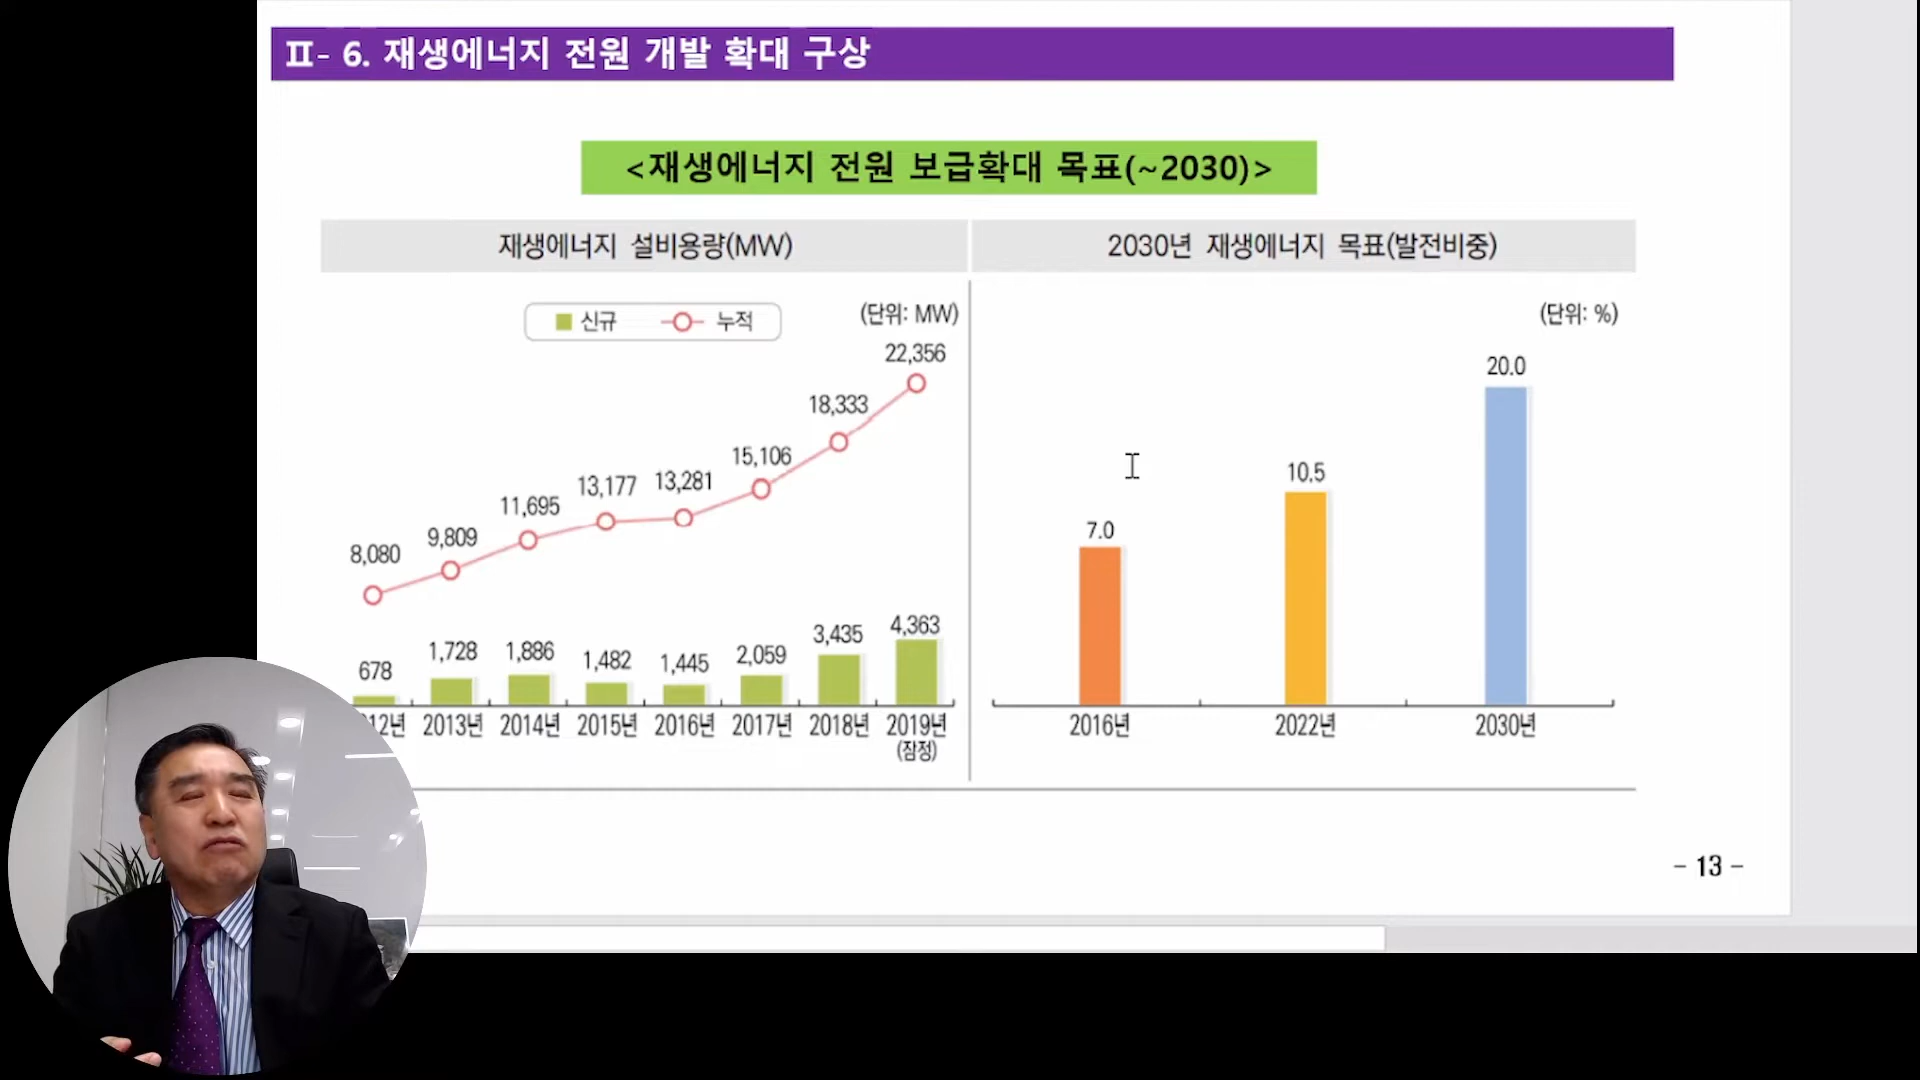 Ⅱ- 6. 재생에너지 전원 개발 확대 구상
<재생에너지 전원 보급확대 목표(~2030)>
재생에너지 설비용량(MW)
신규 누적
(단위: MW)
22,356
18,333
15,106
13,281
13,177
11,695
9,809
8,080
678 1,728 1,886 1,482 1,445 2,059 3,435 4,363
12년 2013년 2014년 2015년 2016년 2017년 2018년 2019년
(잠정)
2030년 재생에너지 목표(발전비중)
(단위: %)
7.0 10.5 20.0
2016년 2022년 2030년
- 13 -